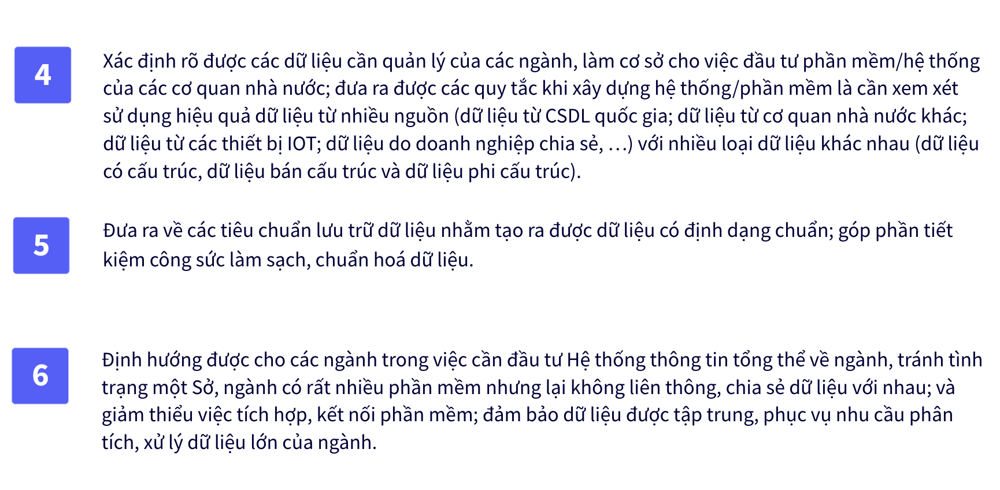 4
Xác định rõ được các dữ liệu cần quản lý của các ngành, làm cơ sở cho việc đầu tư phần mềm/hệ thống
của các cơ quan nhà nước; đưa ra được các quy tắc khi xây dựng hệ thống/phần mềm là cần xem xét
sử dụng hiệu quả dữ liệu từ nhiều nguồn (dữ liệu từ CSDL quốc gia; dữ liệu từ cơ quan nhà nước khác;
dữ liệu từ các thiết bị IOT; dữ liệu do doanh nghiệp chia sẻ, …) với nhiều loại dữ liệu khác nhau (dữ liệu
có cấu trúc, dữ liệu bán cấu trúc và dữ liệu phi cấu trúc).
5
Đưa ra về các tiêu chuẩn lưu trữ dữ liệu nhằm tạo ra được dữ liệu có định dạng chuẩn; góp phần tiết
kiệm công sức làm sạch, chuẩn hoá dữ liệu.
6
Định hướng được cho các ngành trong việc cần đầu tư Hệ thống thông tin tổng thể về ngành, tránh tình
trạng một Sở, ngành có rất nhiều phần mềm nhưng lại không liên thông, chia sẻ dữ liệu với nhau; và
giảm thiểu việc tích hợp, kết nối phần mềm; đảm bảo dữ liệu được tập trung, phục vụ nhu cầu phân
tích, xử lý dữ liệu lớn của ngành.